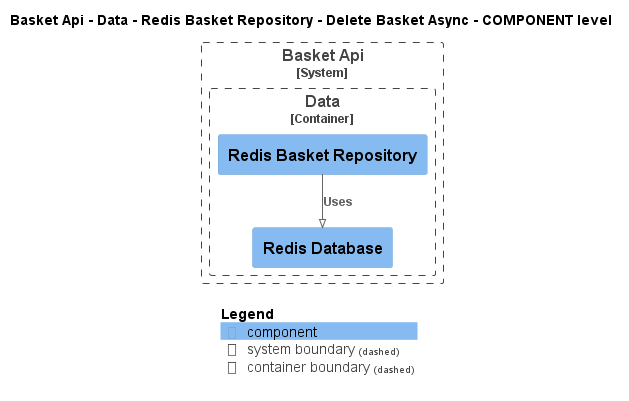 Basket Api - Data - Redis Basket Repository - Delete Basket Async - COMPONENT level
Basket Api
[System]
Data
[Container]
Redis Basket Repository
Uses
Redis Database
Legend
component
system boundary (dashed)
container boundary (dashed)